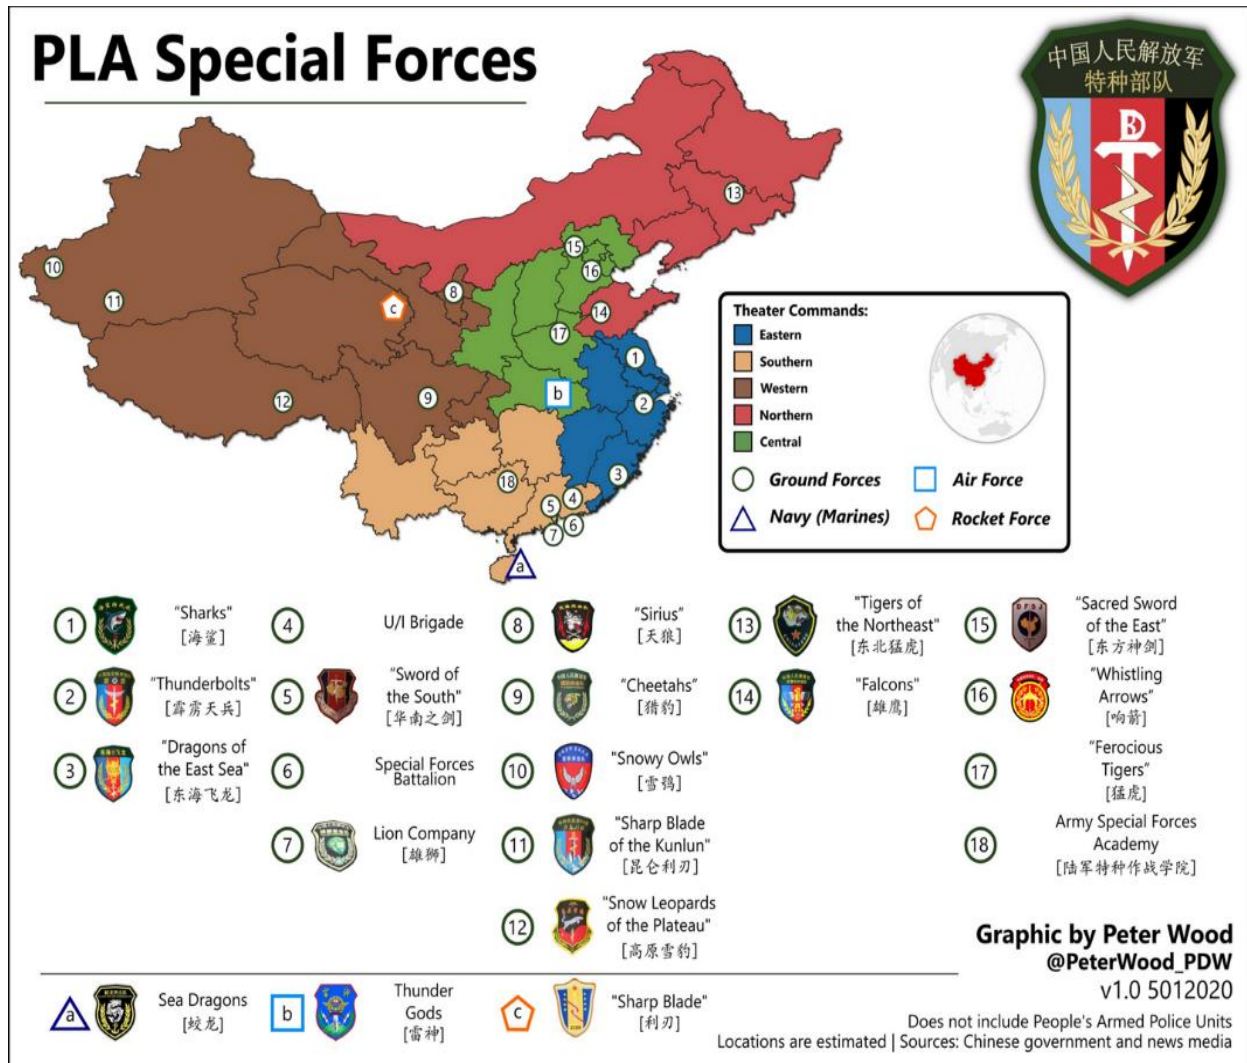 PLA Special Forces
中国人民解放军
特种部队
13
15
10
16
8
11
c
14
17
1
b
9
12
2
3
18
4
5
6
7
a
Theater Commands:
Eastern
Southern
Western
Northern
Central
Ground Forces
Air Force
Navy (Marines)
Rocket Force
1
"Sharks"
[海鲨]
2
"Thunderbolts"
[霹雳天兵]
3
"Dragons of
the East Sea"
[东海飞龙]
4
U/I Brigade
5
"Sword of
the South"
[华南之剑]
6
Special Forces
Battalion
7
Lion Company
[雄狮]
8
"Sirius"
[天狼]
9
"Cheetahs"
[猎豹]
10
"Snowy Owls"
[雪鸮]
11
"Sharp Blade
of the Kunlun"
[昆仑利刃]
12
"Snow Leopards
of the Plateau"
[高原雪豹]
13
"Tigers of
the Northeast"
[东北猛虎]
14
"Falcons"
[雄鹰]
15
DFSJ
"Sacred Sword
of the East"
[东方神剑]
16
"Whistling
Arrows"
[响箭]
17
"Ferocious
Tigers"
[猛虎]
18
Army Special Forces
Academy
[陆军特种作战学院]
a
Sea Dragons
[蛟龙]
b
Thunder
Gods
[雷神]
c
"Sharp Blade"
[利刃]
Graphic by Peter Wood
@PeterWood_PDW
v1.0 5012020
Does not include People's Armed Police Units
Locations are estimated | Sources: Chinese government and news media